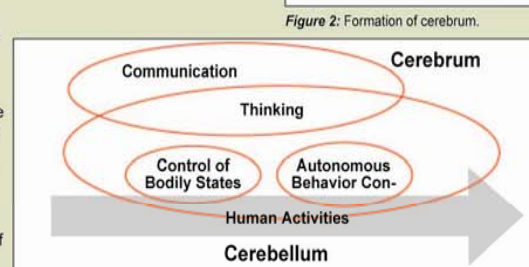 Figure 2: Formation of cerebrum.
Cerebrum
Communication
Thinking
Control of
Bodily States
Autonomous
Behavior Con-
Human Activities
Cerebellum